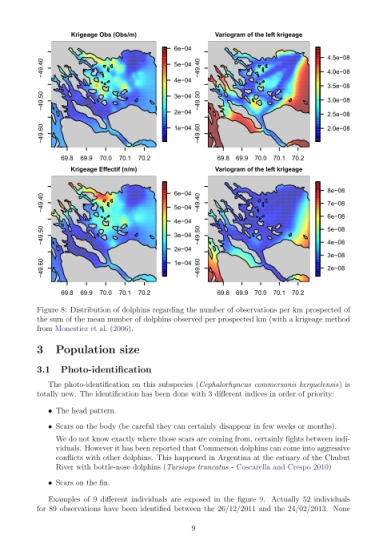 Krigeage Obs (Obs/m)
Variogram of the left krigeage
−49.40
−49.50
−49.60
69.8 69.9 70.0 70.1 70.2
6e−04
5e−04
4e−04
3e−04
2e−04
1e−04
−49.40
−49.50
−49.60
69.8 69.9 70.0 70.1 70.2
4.5e−08
4.0e−08
3.5e−08
3.0e−08
2.5e−08
2.0e−08
Krigeage Effectif (n/m)
Variogram of the left krigeage
−49.40
−49.50
−49.60
69.8 69.9 70.0 70.1 70.2
6e−04
5e−04
4e−04
3e−04
2e−04
1e−04
−49.40
−49.50
−49.60
69.8 69.9 70.0 70.1 70.2
8e−08
7e−08
6e−08
5e−08
4e−08
3e−08
2e−08
Figure 8: Distribution of dolphins regarding the number of observations per km prospected of
the sum of the mean number of dolphins observed per prospected km (with a krigeage method
from Monestiez et al. (2006).
3 Population size
3.1 Photo-identification
The photo-identification on this subspecies (Cephalorhyncus commersonii kerguelensis) is
totally new. The identification has been done with 3 different indices in order of priority:
• The head pattern.
• Scars on the body (be careful they can certainly disappear in few weeks or months).
We do not know exactly where those scars are coming from, certainly fights between indi-
viduals. However it has been reported that Commerson dolphins can come into aggressive
conflicts with other dolphins. This happened in Argentina at the estuary of the Chubut
River with bottle-nose dolphins (Tursiops truncatus - Coscarella and Crespo 2010)
• Scars on the fin.
Examples of 9 different individuals are exposed in the figure 9. Actually 52 individuals
for 89 observations have been identified between the 26/12/2011 and the 24/02/2013. None
9